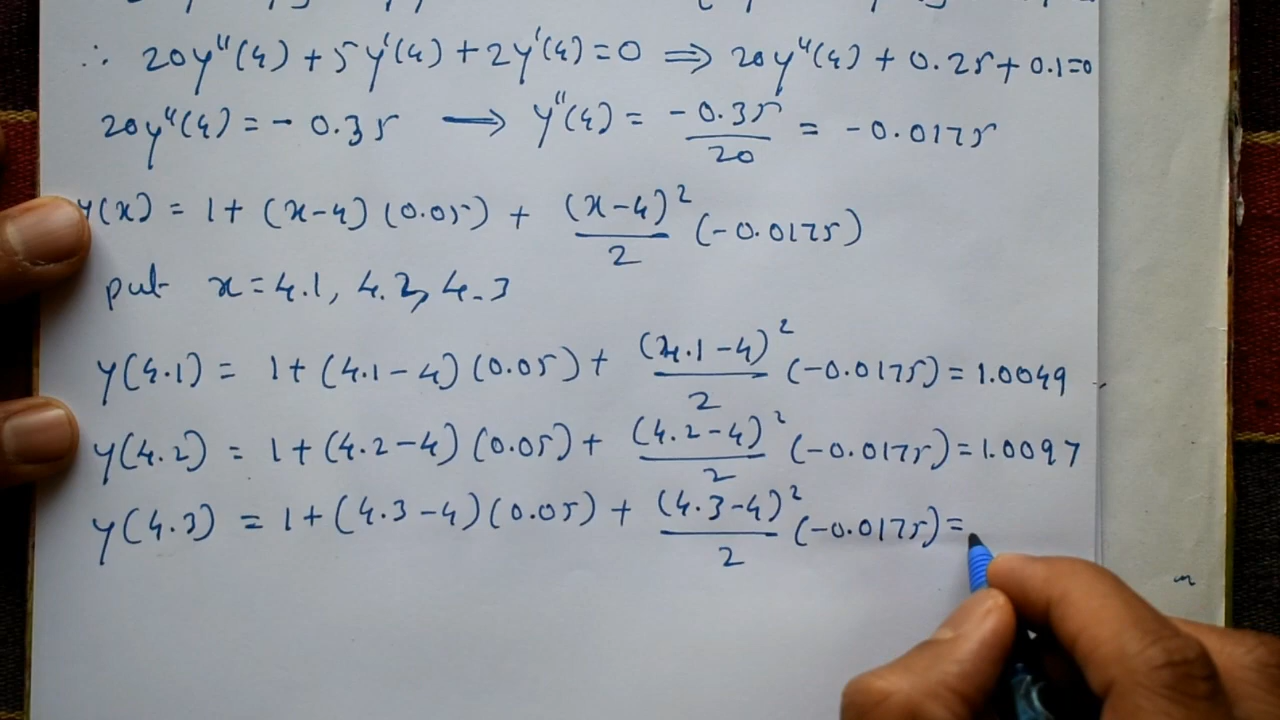 ∴ 20y''(4) + 5y'(4) + 2y'(4) = 0 ⇒ 20y''(4) + 0.25 + 0.1 = 0
20y''(4) = - 0.35 → y''(4) = -0.35/20 = -0.0175
y(x) = 1 + (x-4)(0.05) + (x-4)²/2 (-0.0175)
put x = 4.1, 4.2, 4.3
y(4.1) = 1 + (4.1-4)(0.05) + (4.1-4)²/2 (-0.0175) = 1.0049
y(4.2) = 1 + (4.2-4)(0.05) + (4.2-4)²/2 (-0.0175) = 1.0097
y(4.3) = 1 + (4.3-4)(0.05) + (4.3-4)²/2 (-0.0175) =